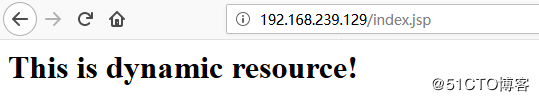 192.168.239.129/index.jsp
This is dynamic resource!
@51CTO博客